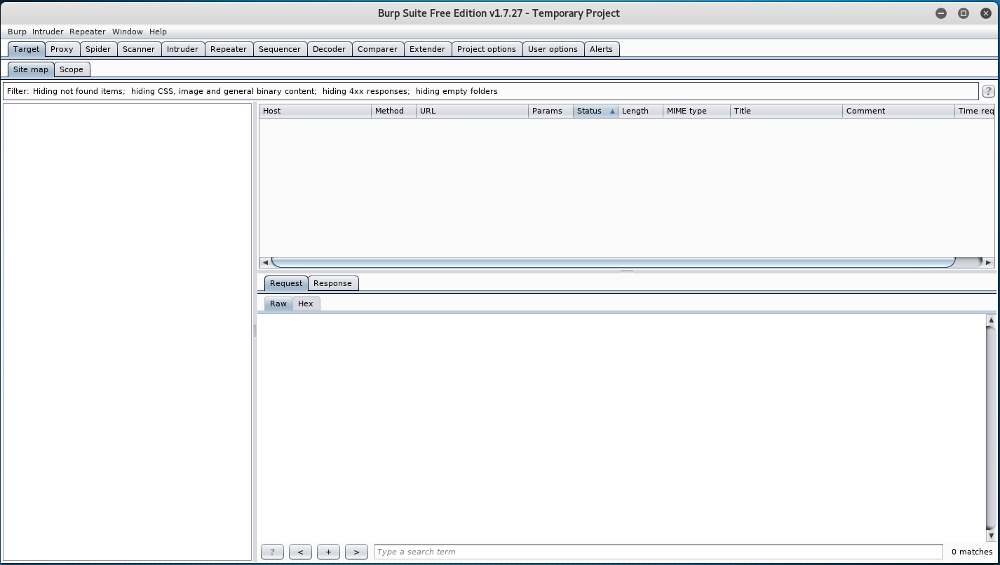 Burp Suite Free Edition v1.7.27 - Temporary Project
Burp Intruder Repeater Window Help
Target Proxy Spider Scanner Intruder Repeater Sequencer Decoder Comparer Extender Project options User options Alerts
Site map Scope
Filter: Hiding not found items; hiding CSS, image and general binary content; hiding 4xx responses; hiding empty folders ?
Host Method URL Params Status ▲ Length MIME type Title Comment Time req
Request Response
Raw Hex
? < + > Type a search term 0 matches